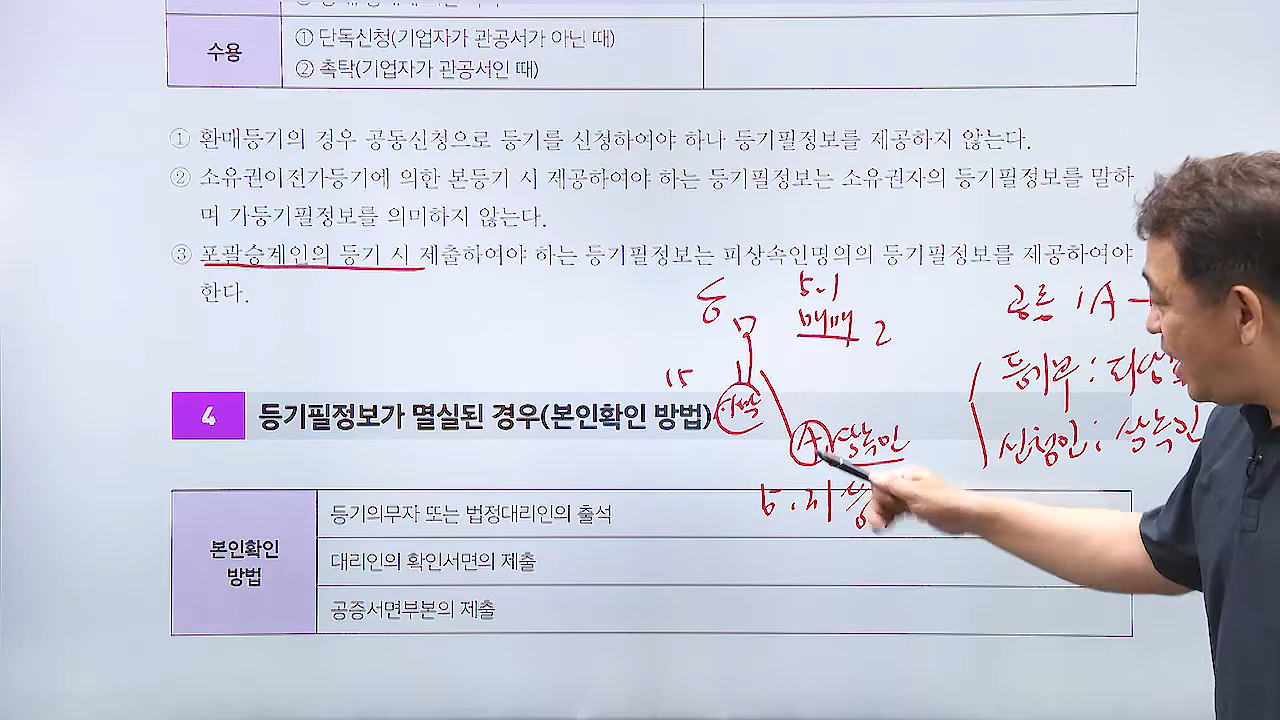 수용
① 단독신청(기업자가 관공서가 아닌 때)
② 촉탁(기업자가 관공서인 때)
① 환매등기의 경우 공동신청으로 등기를 신청하여야 하나 등기필정보를 제공하지 않는다.
② 소유권이전가등기에 의한 본등기 시 제공하여야 하는 등기필정보는 소유권자의 등기필정보를 말하
며 가등기필정보를 의미하지 않는다.
③ 포괄승계인의 등기 시 제출하여야 하는 등기필정보는 피상속인명의의 등기필정보를 제공하여야
한다.
5.1
매매 2
15
4 등기필정보가 멸실된 경우(본인확인 방법)
A 상속인
등기부 :
신청인 : 상속인
본인확인
방법
등기의무자 또는 법정대리인의 출석
대리인의 확인서면의 제출
공증서면부본의 제출